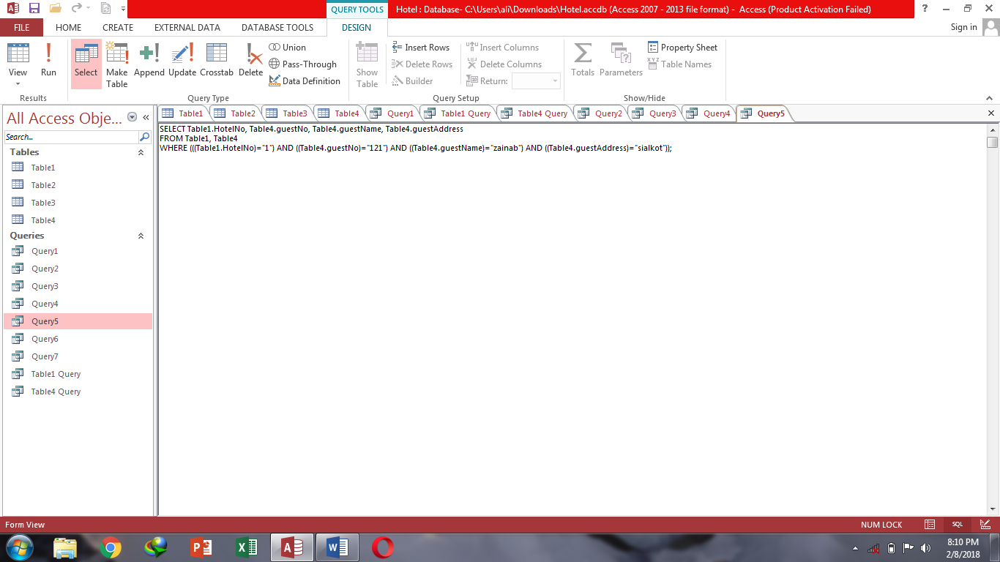 QUERY TOOLS
Hotel : Database- C:\Users\ali\Downloads\Hotel.accdb (Access 2007 - 2013 file format) - Access (Product Activation Failed)
FILE HOME CREATE EXTERNAL DATA DATABASE TOOLS DESIGN Sign in
View
Run
Results
Select
Make Table
Append
Update
Crosstab
Delete
Union
Pass-Through
Data Definition
Query Type
Show Table
Insert Rows
Delete Rows
Builder
Insert Columns
Delete Columns
Return:
Query Setup
Totals
Parameters
Property Sheet
Table Names
Show/Hide
All Access Obje...
Search...
Tables
Table1
Table2
Table3
Table4
Queries
Query1
Query2
Query3
Query4
Query5
Query6
Query7
Table1 Query
Table4 Query
Table1 Table2 Table3 Table4 Query1 Table1 Query Table4 Query Query2 Query3 Query4 Query5
SELECT Table1.HotelNo, Table4.guestNo, Table4.guestName, Table4.guestAddress
FROM Table1, Table4
WHERE (((Table1.HotelNo)="1") AND ((Table4.guestNo)="121") AND ((Table4.guestName)="zainab") AND ((Table4.guestAddress)="sialkot"));
Form View
NUM LOCK
SQL
8:10 PM
2/8/2018